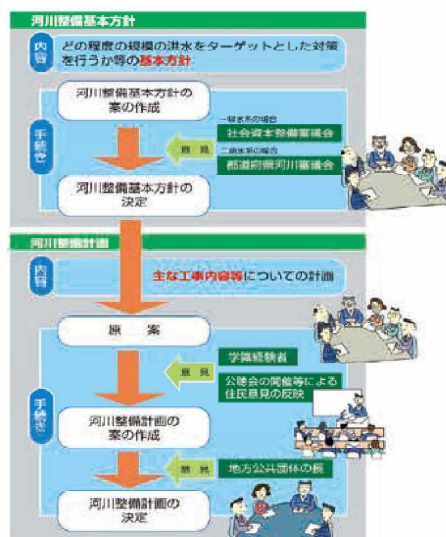 河川整備基本方針
内容
どの程度の規模の洪水をターゲットとした対策
を行うか等の基本方針
手続き
河川整備基本方針の
案の作成
一級水系の場合
社会資本整備審議会
意見
二級水系の場合
都道府県河川審議会
河川整備基本方針の
決定
河川整備計画
内容
主な工事内容等についての計画
手続き
原案
学識経験者
意見
公聴会の開催等による
住民意見の反映
河川整備計画の
案の作成
意見
地方公共団体の長
河川整備計画の
決定